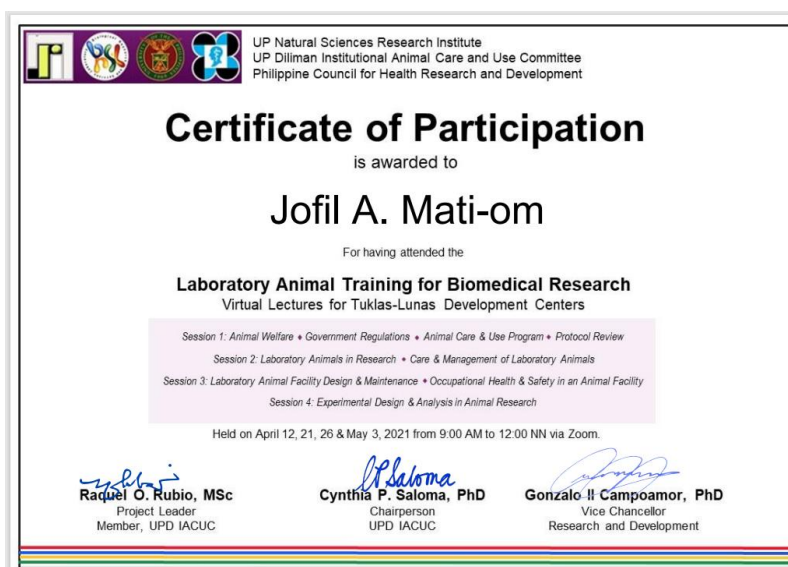 UP Natural Sciences Research Institute
UP Diliman Institutional Animal Care and Use Committee
Philippine Council for Health Research and Development
Certificate of Participation
is awarded to
Jofil A. Mati-om
For having attended the
Laboratory Animal Training for Biomedical Research
Virtual Lectures for Tuklas-Lunas Development Centers
Session 1: Animal Welfare ♦ Government Regulations ♦ Animal Care & Use Program ♦ Protocol Review
Session 2: Laboratory Animals in Research ♦ Care & Management of Laboratory Animals
Session 3: Laboratory Animal Facility Design & Maintenance ♦ Occupational Health & Safety in an Animal Facility
Session 4: Experimental Design & Analysis in Animal Research
Held on April 12, 21, 26 & May 3, 2021 from 9:00 AM to 12:00 NN via Zoom.
Raquel O. Rubio, MSc
Project Leader
Member, UPD IACUC
CPSaloma
Cynthia P. Saloma, PhD
Chairperson
UPD IACUC
Gonzalo II Campoamor, PhD
Vice Chancellor
Research and Development